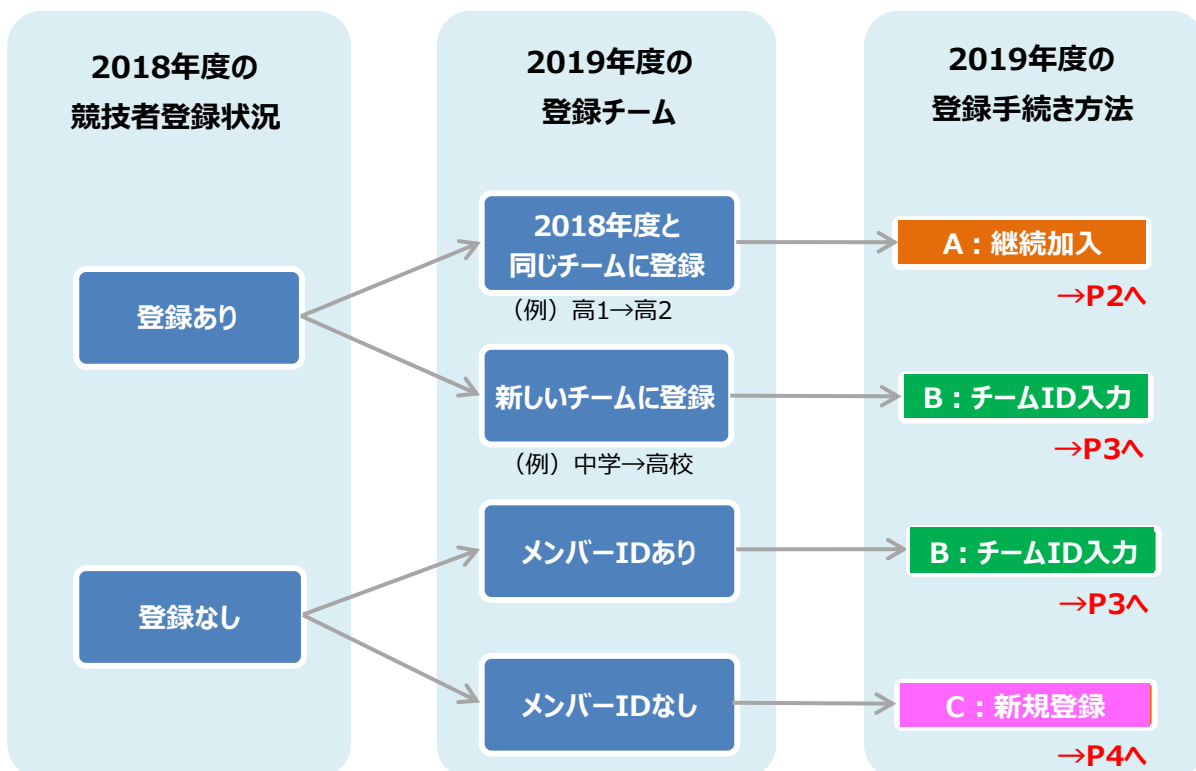 2018年度の
競技者登録状況
2019年度の
登録チーム
2019年度の
登録手続き方法
登録あり
2018年度と
同じチームに登録
（例）高1→高2
A：継続加入
→P2へ
新しいチームに登録
（例）中学→高校
B：チームID入力
→P3へ
登録なし
メンバーIDあり
B：チームID入力
→P3へ
メンバーIDなし
C：新規登録
→P4へ